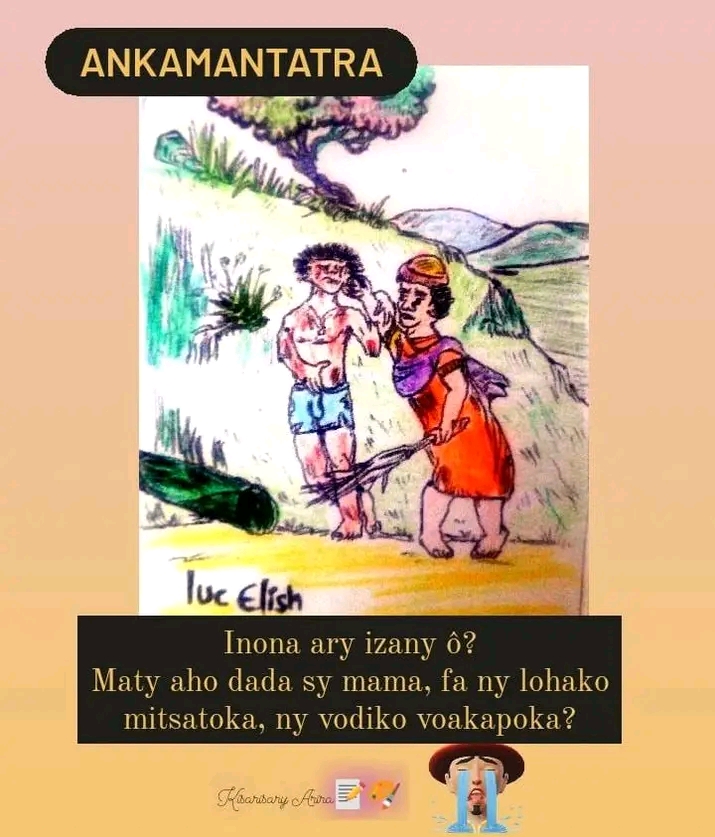 ANKAMANTATRA
luc Elish
Inona ary izany ô?
Maty aho dada sy mama, fa ny lohako
mitsatoka, ny vodiko voakapoka?
Kisarisary Arira